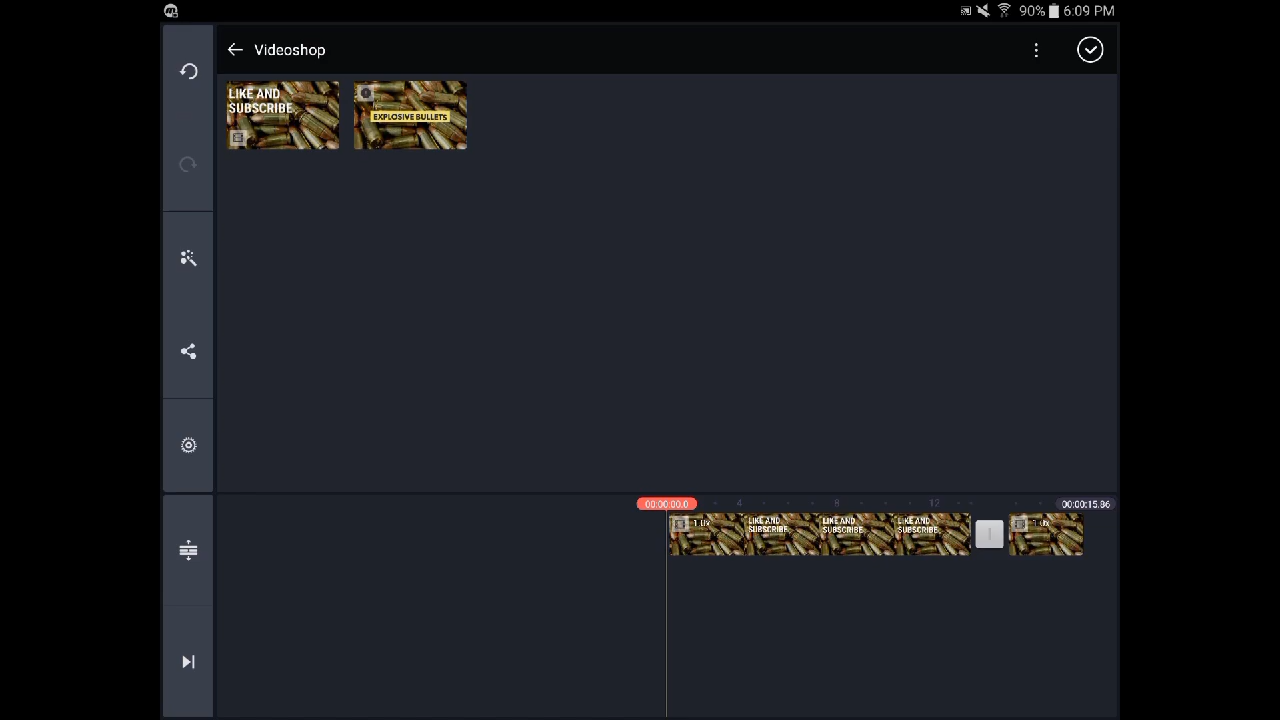 90% 6:09 PM
Videoshop
LIKE AND
SUBSCRIBE
EXPLOSIVE BULLETS
00:00:00.0
4
8
12
00:00:15.86
1.0x
LIKE AND
SUBSCRIBE
LIKE AND
SUBSCRIBE
LIKE AND
SUBSCRIBE
1.0x